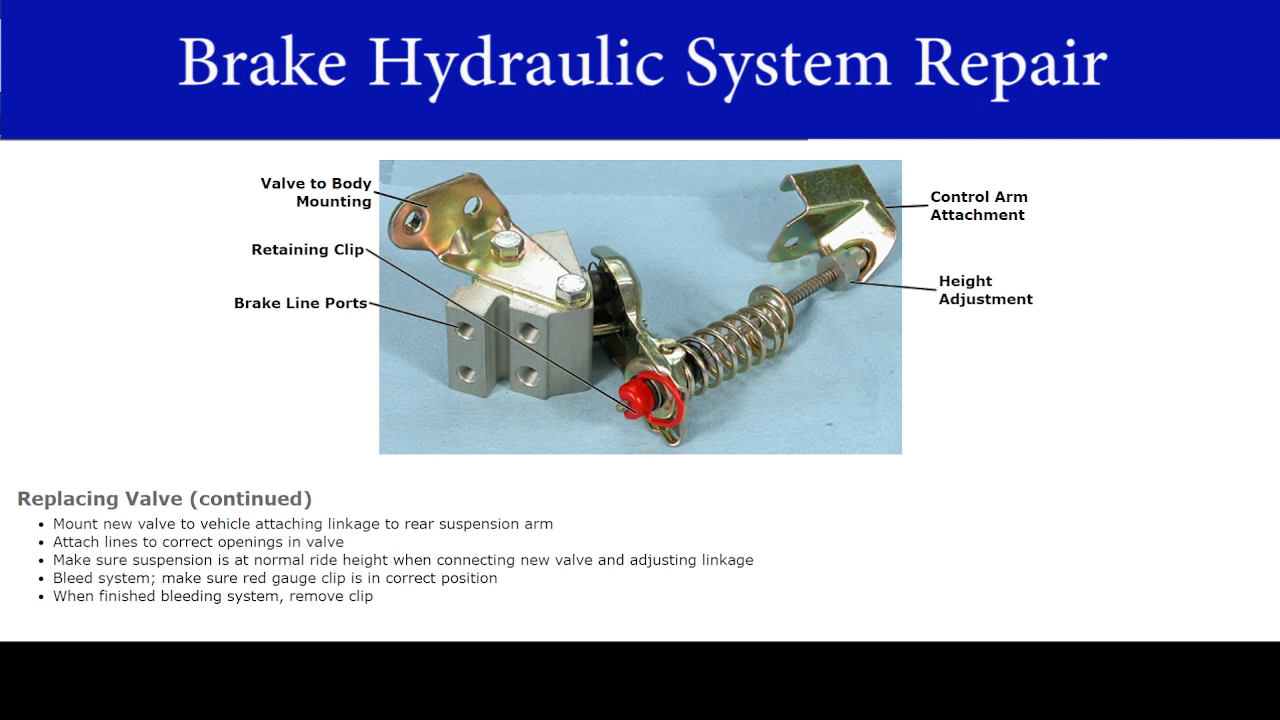 Brake Hydraulic System Repair
Valve to Body
Mounting
Retaining Clip
Brake Line Ports
Control Arm
Attachment
Height
Adjustment
Replacing Valve (continued)
• Mount new valve to vehicle attaching linkage to rear suspension arm
• Attach lines to correct openings in valve
• Make sure suspension is at normal ride height when connecting new valve and adjusting linkage
• Bleed system; make sure red gauge clip is in correct position
• When finished bleeding system, remove clip